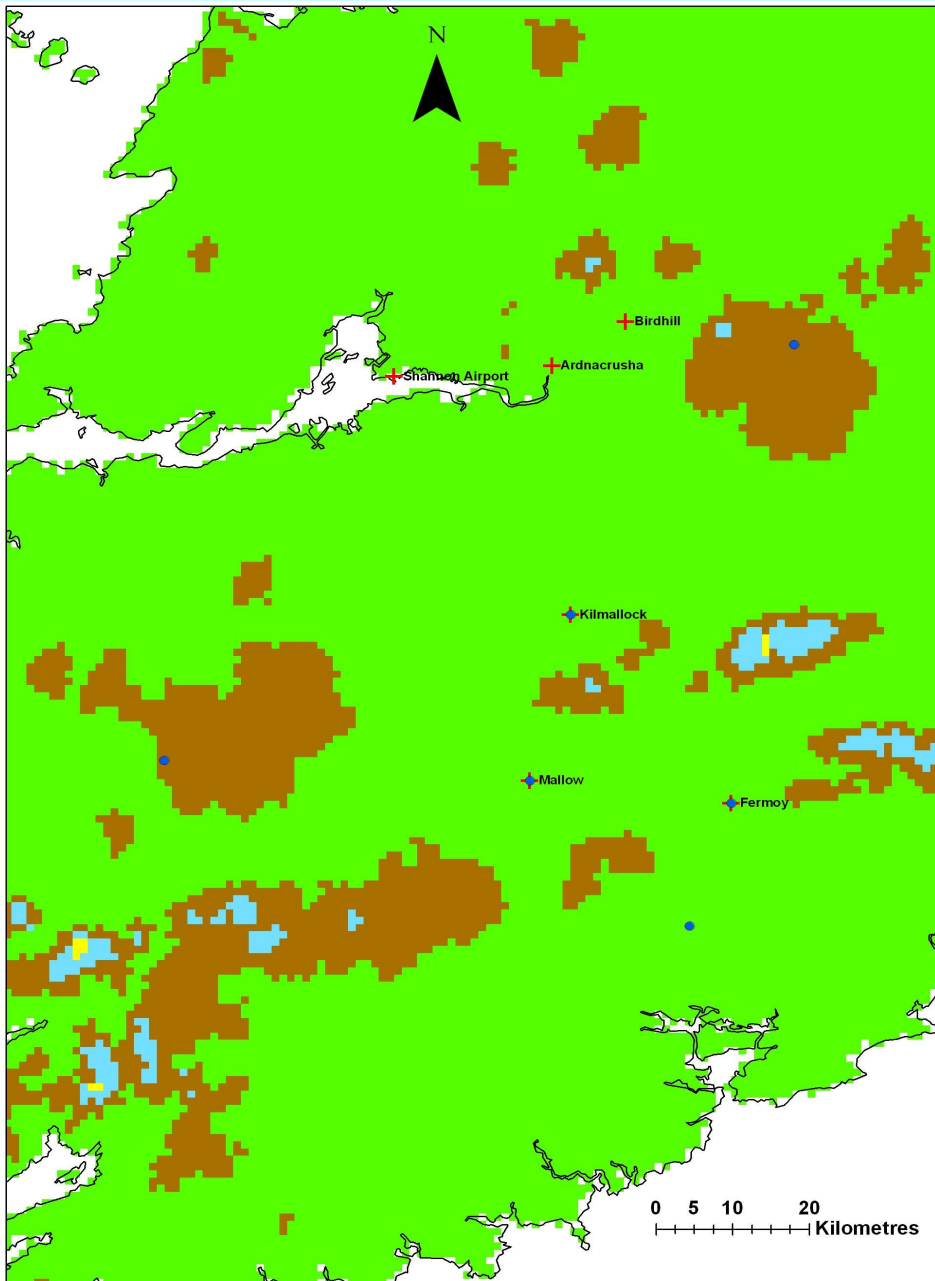 N
Birdhill
Ardnacrusha
Shannon Airport
Kilmallock
Mallow
Fermoy
0 5 10 20
Kilometres